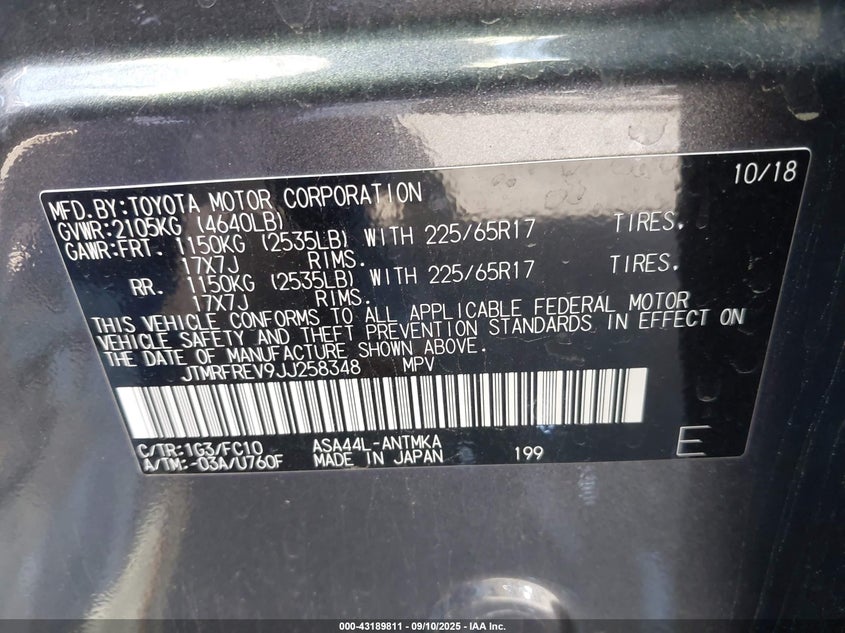 10/18
MFD.BY:TOYOTA MOTOR CORPORATION
GVWR:2105KG (4640LB)
GAWR:FRT. 1150KG (2535LB) WITH 225/65R17 TIRES.
17X7J RIMS.
RR. 1150KG (2535LB) WITH 225/65R17 TIRES.
17X7J RIMS.
THIS VEHICLE CONFORMS TO ALL APPLICABLE FEDERAL MOTOR
VEHICLE SAFETY AND THEFT PREVENTION STANDARDS IN EFFECT ON
THE DATE OF MANUFACTURE SHOWN ABOVE.
JTMRFREV9JJ258348 MPV
C/TR:1G3/FC10 ASA44L-ANTMKA
A/TM:-03A/U760F MADE IN JAPAN 199 E
000-43189811 - 09/10/2025 - IAA Inc.